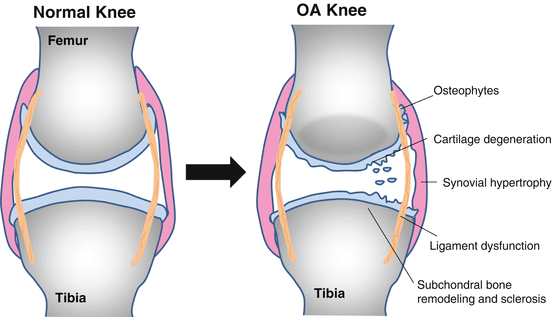 Normal Knee
OA Knee
Femur
Osteophytes
Cartilage degeneration
Synovial hypertrophy
Ligament dysfunction
Subchondral bone
remodeling and sclerosis
Tibia
Tibia